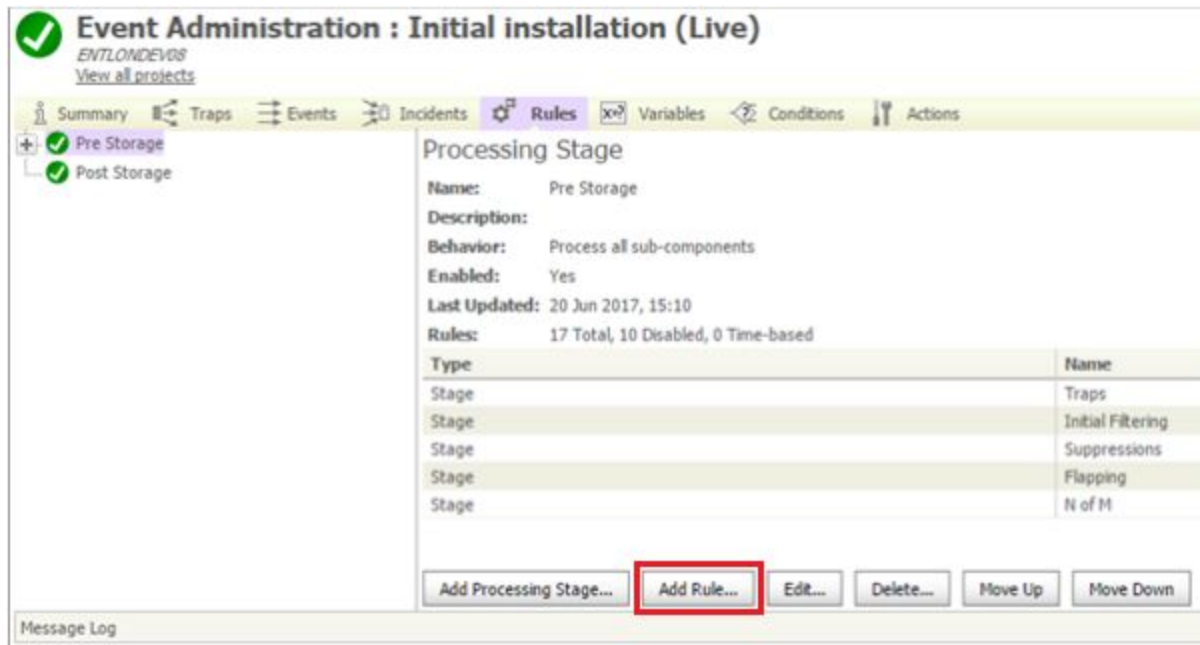 Event Administration : Initial installation (Live)
ENTLONDEV08
View all projects
Summary Traps Events Incidents Rules Variables Conditions Actions
Pre Storage
Post Storage
Processing Stage
Name: Pre Storage
Description:
Behavior: Process all sub-components
Enabled: Yes
Last Updated: 20 Jun 2017, 15:10
Rules: 17 Total, 10 Disabled, 0 Time-based
Type Name
Stage Traps
Stage Initial Filtering
Stage Suppressions
Stage Flapping
Stage N of M
Add Processing Stage... Add Rule... Edit... Delete... Move Up Move Down
Message Log